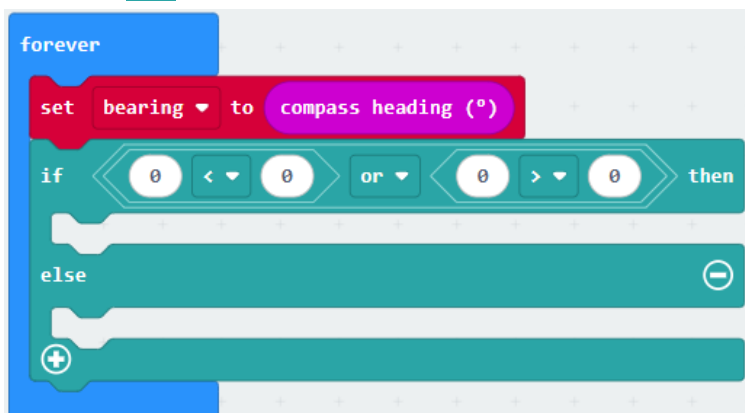 forever
set bearing to compass heading (º)
if 0 < 0 or 0 > 0 then
else